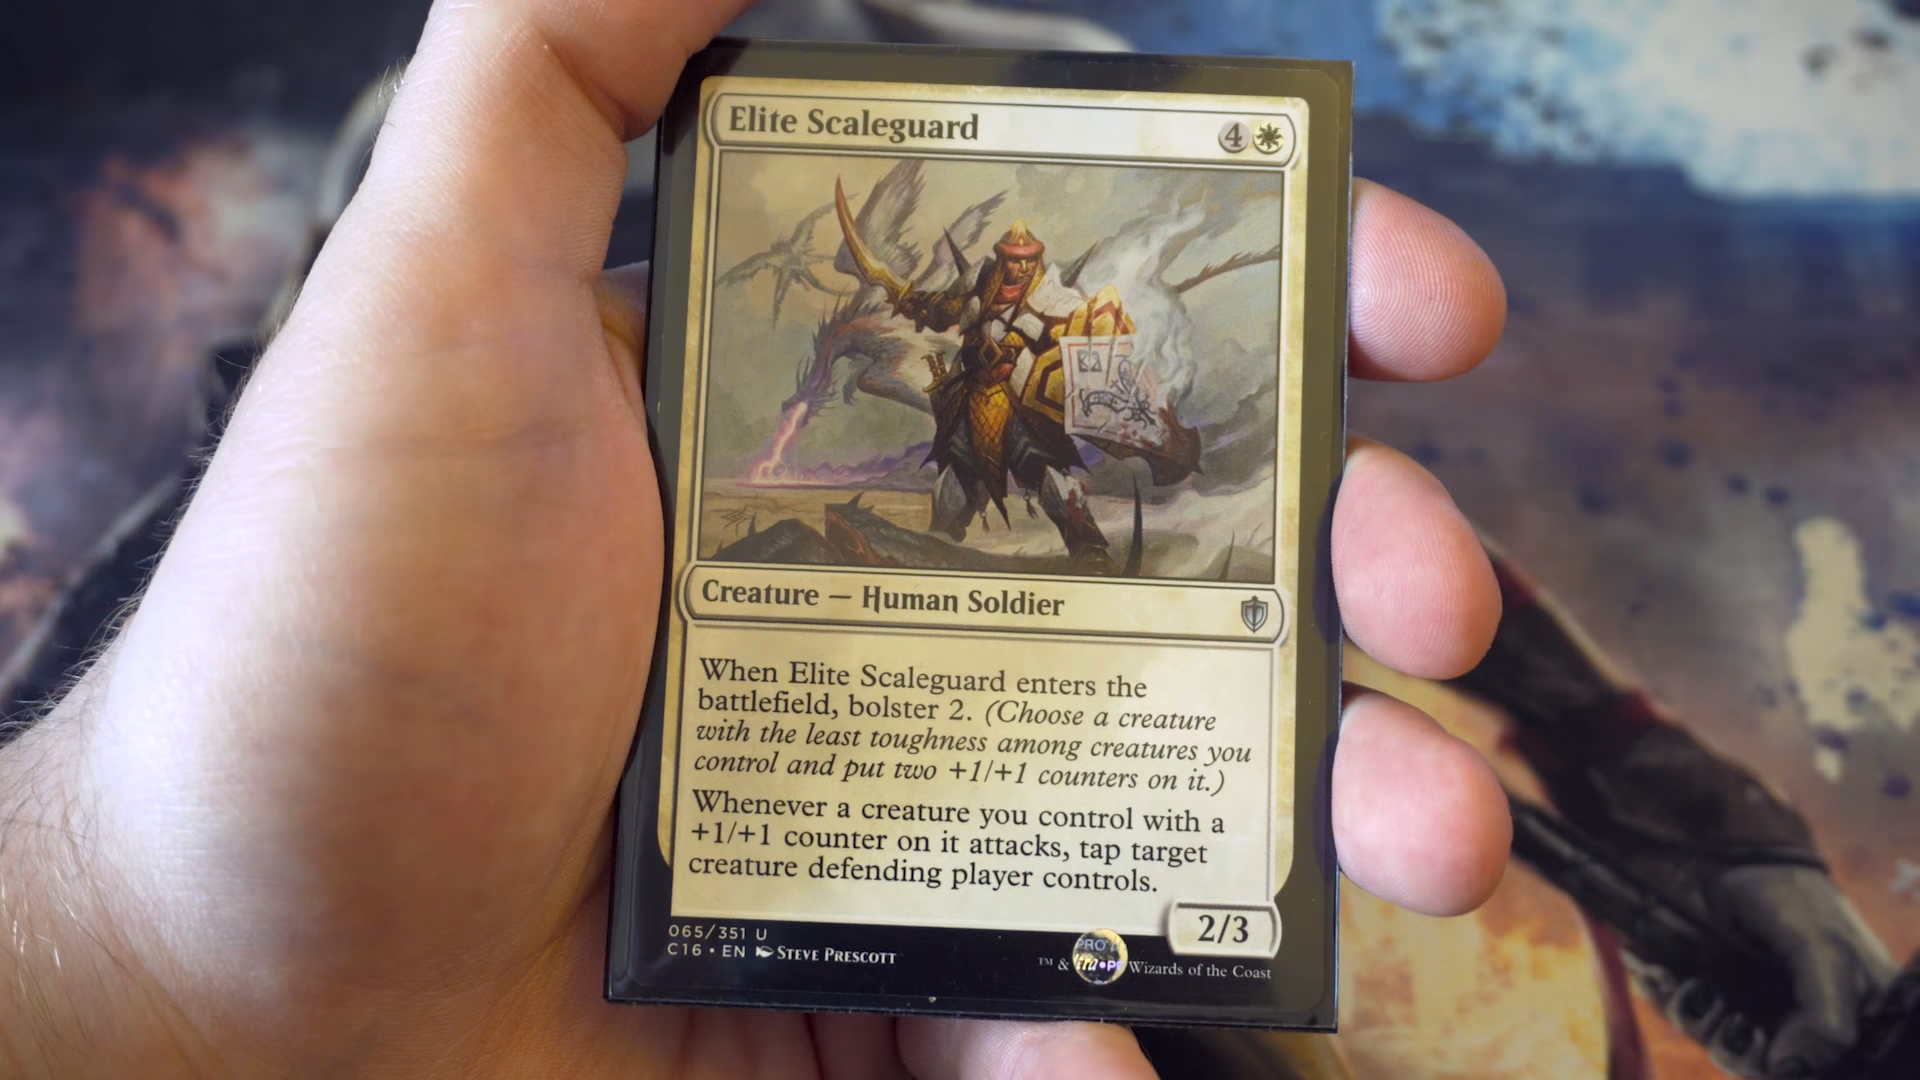 Elite Scaleguard 4
Creature — Human Soldier
When Elite Scaleguard enters the
battlefield, bolster 2. (Choose a creature
with the least toughness among creatures you
control and put two +1/+1 counters on it.)
Whenever a creature you control with a
+1/+1 counter on it attacks, tap target
creature defending player controls.
2/3
065/351 U
C16 • EN Steve Prescott
™ & Wizards of the Coast